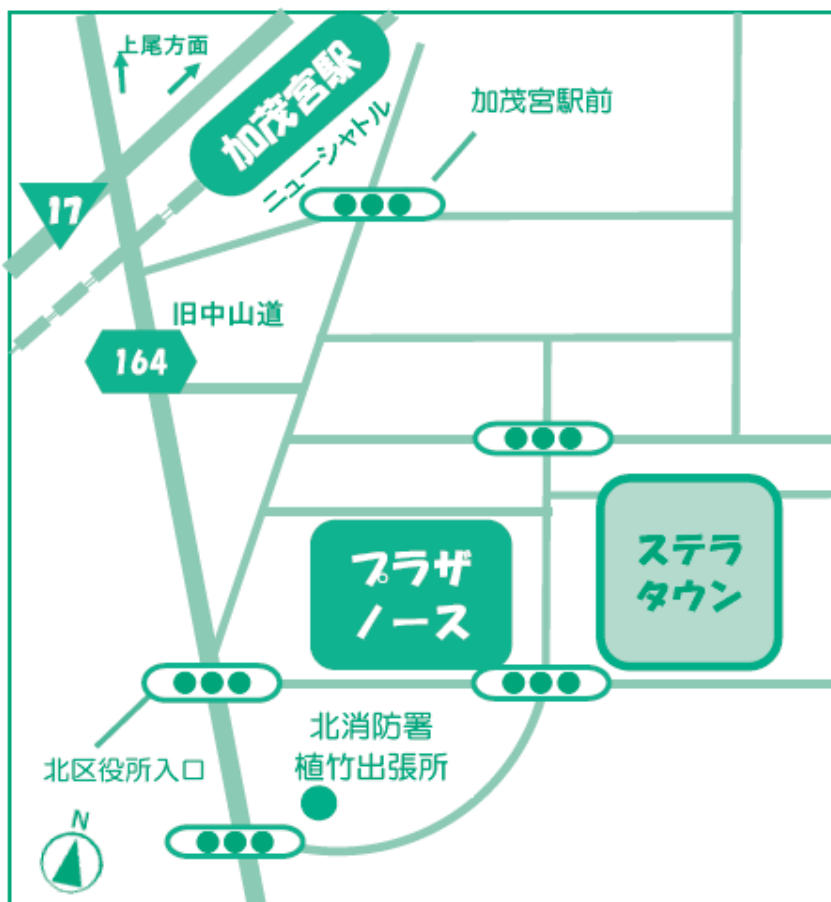 上尾方面
加茂宮駅
ニューシャトル
加茂宮駅前
17
旧中山道
164
プラザ
ノース
ステラ
タウン
北消防署
植竹出張所
北区役所入口
N